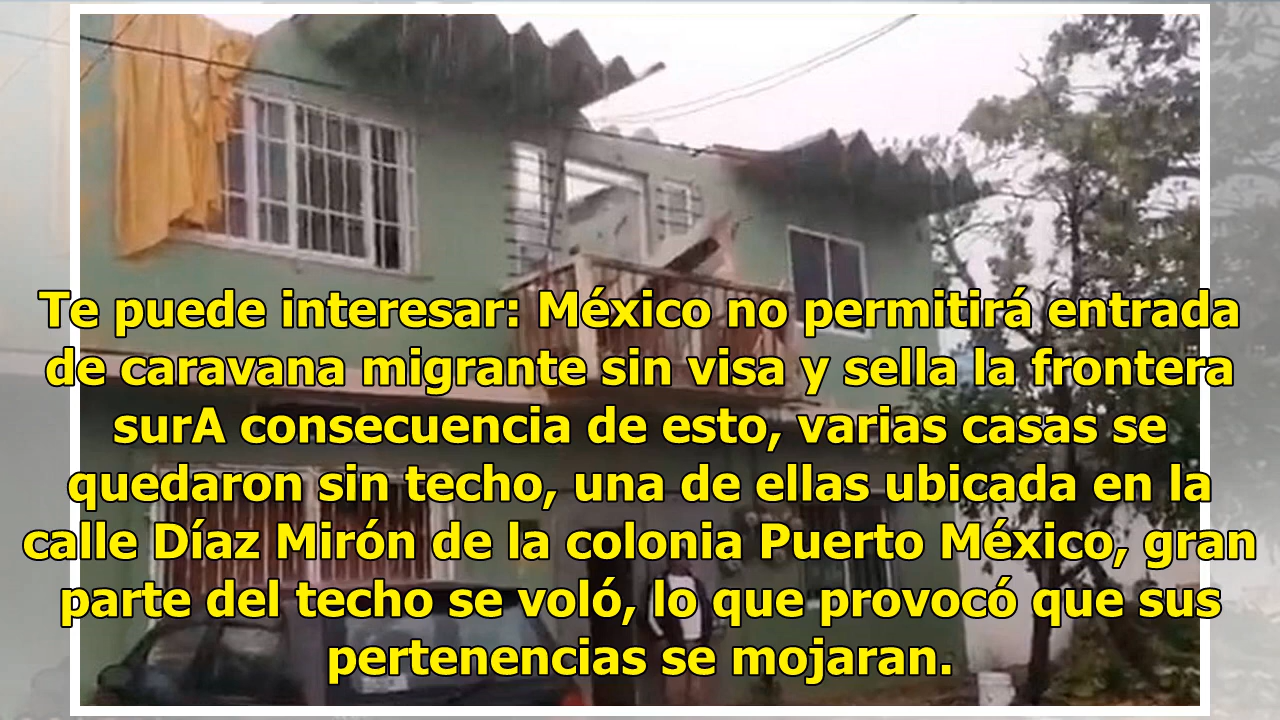 Te puede interesar: México no permitirá entrada
de caravana migrante sin visa y sella la frontera
surA consecuencia de esto, varias casas se
quedaron sin techo, una de ellas ubicada en la
calle Díaz Mirón de la colonia Puerto México, gran
parte del techo se voló, lo que provocó que sus
pertenencias se mojaran.